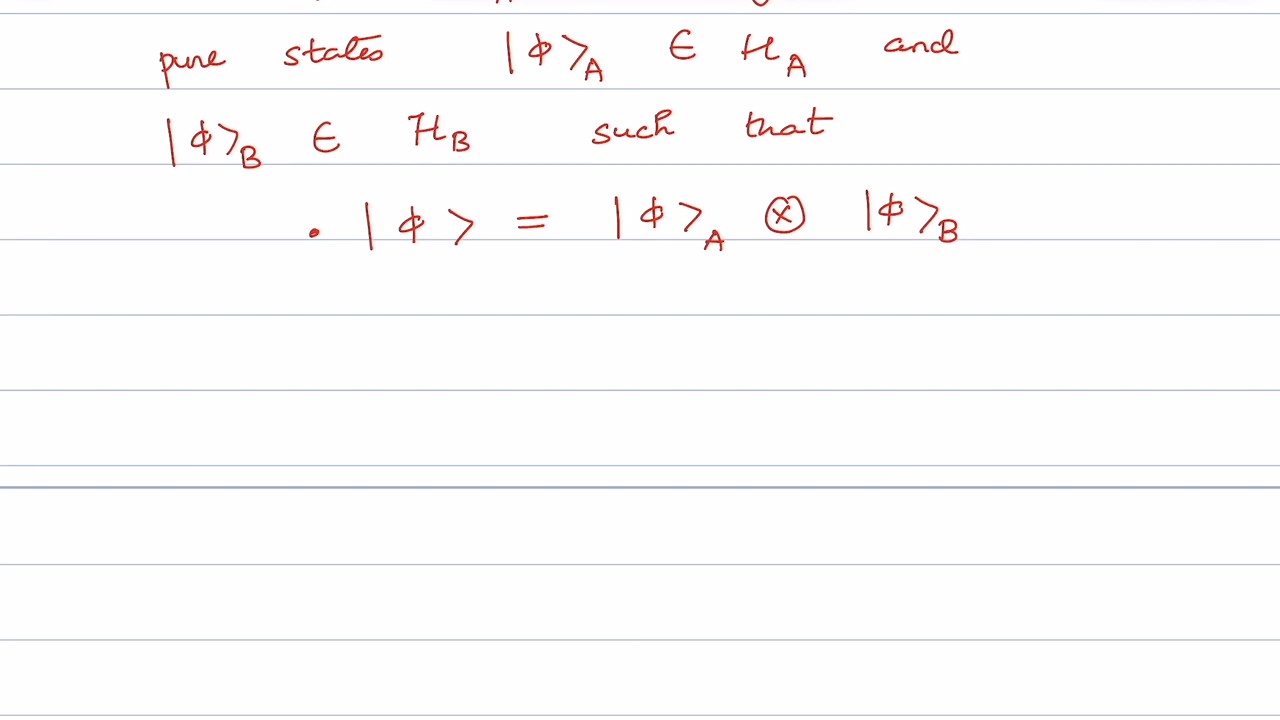 pure states |ϕ⟩_A ∈ H_A and
|ϕ⟩_B ∈ H_B such that
. |ϕ⟩ = |ϕ⟩_A ⊗ |ϕ⟩_B